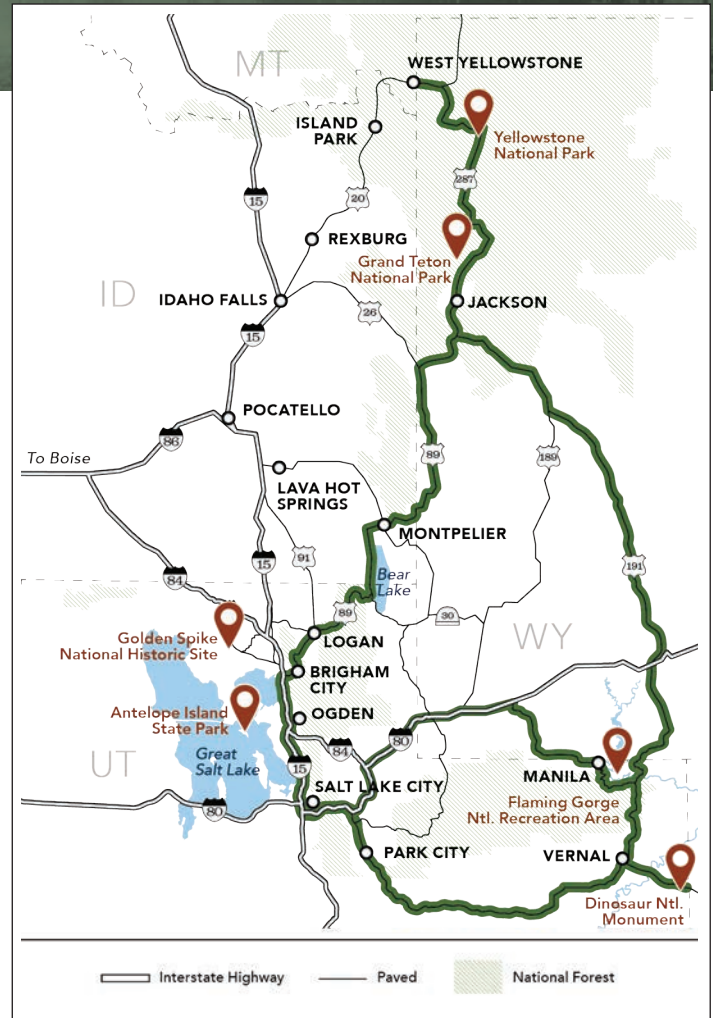 MT
WEST YELLOWSTONE
ISLAND
PARK
Yellowstone
National Park
287
15
20
REXBURG
Grand Teton
National Park
ID
IDAHO FALLS
JACKSON
26
15
POCATELLO
86
To Boise
89
189
LAVA HOT
SPRINGS
MONTPELIER
91
15
84
Bear
Lake
191
89
30
Golden Spike
National Historic Site
LOGAN
WY
BRIGHAM
CITY
Antelope Island
State Park
OGDEN
UT
Great
Salt Lake
84
80
15
MANILA
SALT LAKE CITY
80
Flaming Gorge
Ntl. Recreation Area
PARK CITY
VERNAL
Dinosaur Ntl.
Monument
Interstate Highway
Paved
National Forest